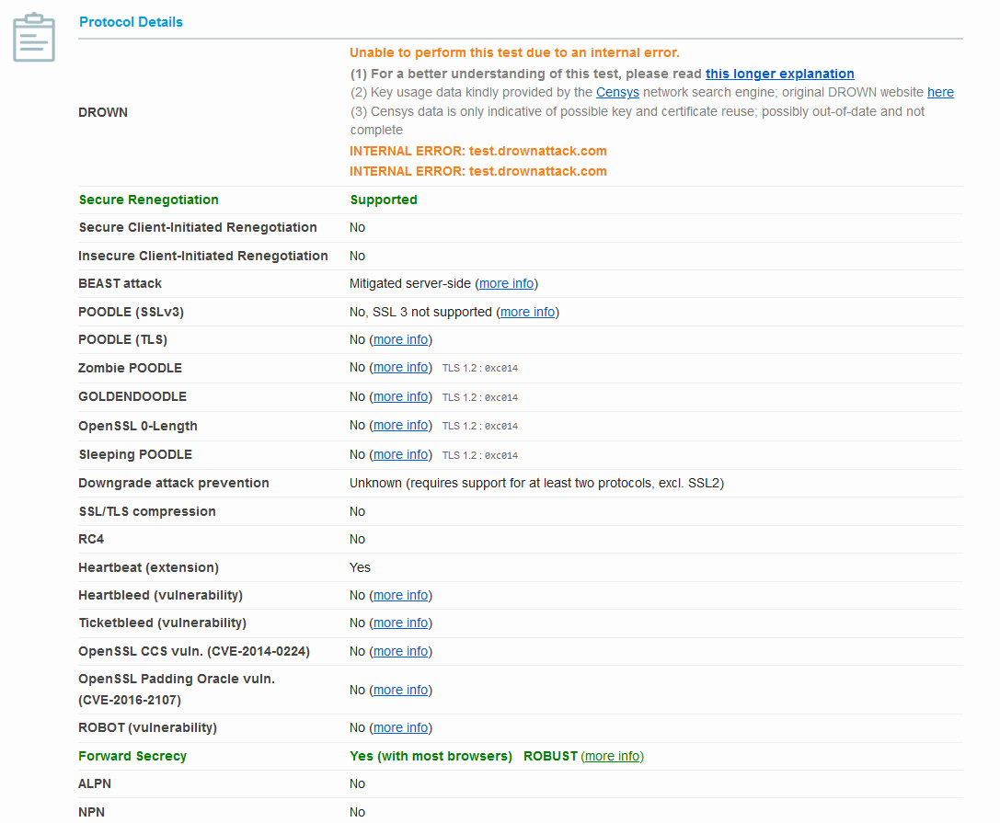 Protocol Details
DROWN
Unable to perform this test due to an internal error.
(1) For a better understanding of this test, please read this longer explanation
(2) Key usage data kindly provided by the Censys network search engine; original DROWN website here
(3) Censys data is only indicative of possible key and certificate reuse; possibly out-of-date and not
complete
INTERNAL ERROR: test.drownattack.com
INTERNAL ERROR: test.drownattack.com
Secure Renegotiation Supported
Secure Client-Initiated Renegotiation No
Insecure Client-Initiated Renegotiation No
BEAST attack Mitigated server-side (more info)
POODLE (SSLv3) No, SSL 3 not supported (more info)
POODLE (TLS) No (more info)
Zombie POODLE No (more info) TLS 1.2 : 0xc014
GOLDENDOODLE No (more info) TLS 1.2 : 0xc014
OpenSSL 0-Length No (more info) TLS 1.2 : 0xc014
Sleeping POODLE No (more info) TLS 1.2 : 0xc014
Downgrade attack prevention Unknown (requires support for at least two protocols, excl. SSL2)
SSL/TLS compression No
RC4 No
Heartbeat (extension) Yes
Heartbleed (vulnerability) No (more info)
Ticketbleed (vulnerability) No (more info)
OpenSSL CCS vuln. (CVE-2014-0224) No (more info)
OpenSSL Padding Oracle vuln.
(CVE-2016-2107) No (more info)
ROBOT (vulnerability) No (more info)
Forward Secrecy Yes (with most browsers) ROBUST (more info)
ALPN No
NPN No